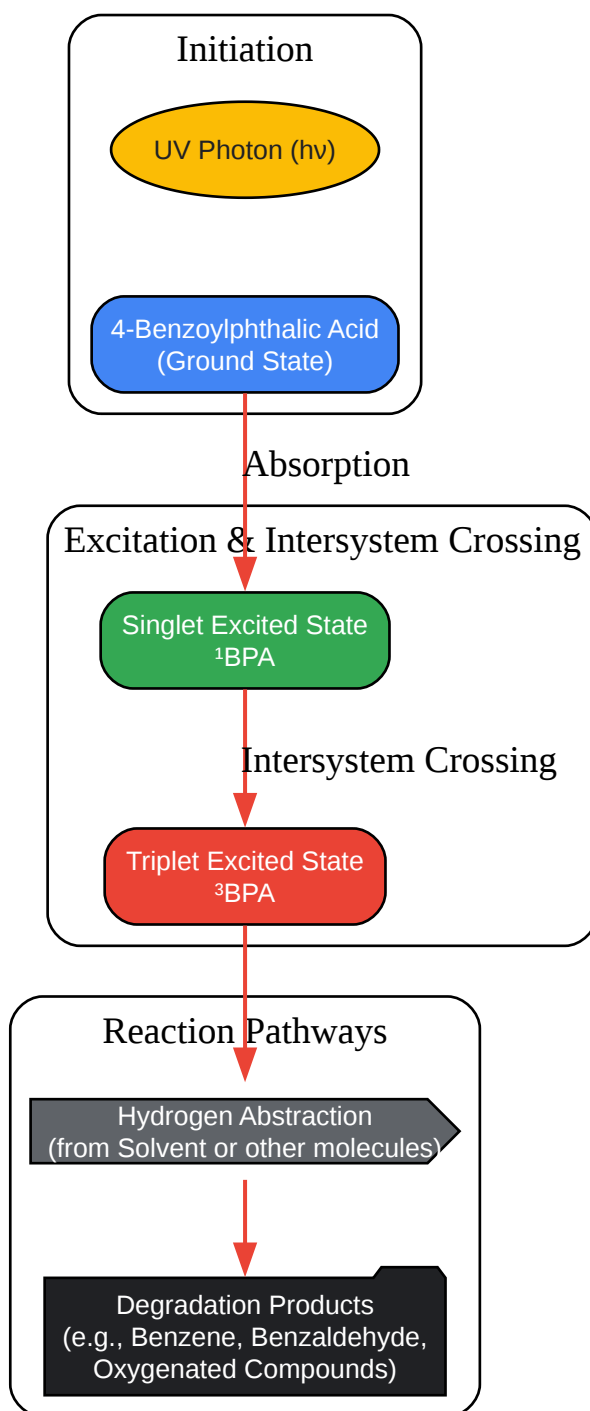 Initiation
UV Photon (hν)
4-Benzoylphthalic Acid
(Ground State)
Absorption
Excitation & Intersystem Crossing
Singlet Excited State
¹BPA
Intersystem Crossing
Triplet Excited State
³BPA
Reaction Pathways
Hydrogen Abstraction
(from Solvent or other molecules)
Degradation Products
(e.g., Benzene, Benzaldehyde,
Oxygenated Compounds)